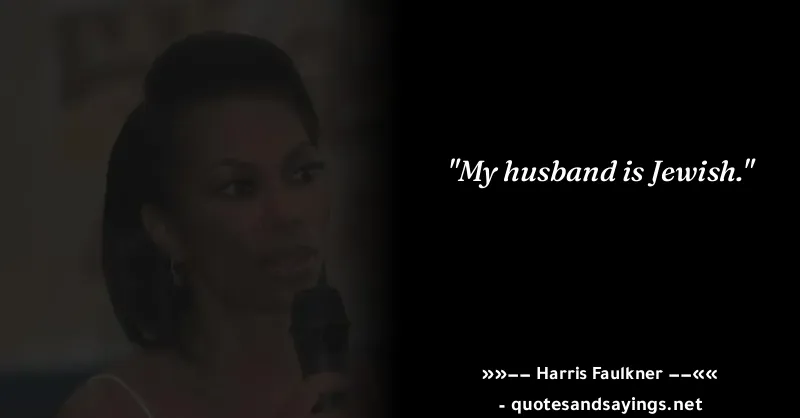 "My husband is Jewish."
»»-- Harris Faulkner --««
- quotesandsayings.net